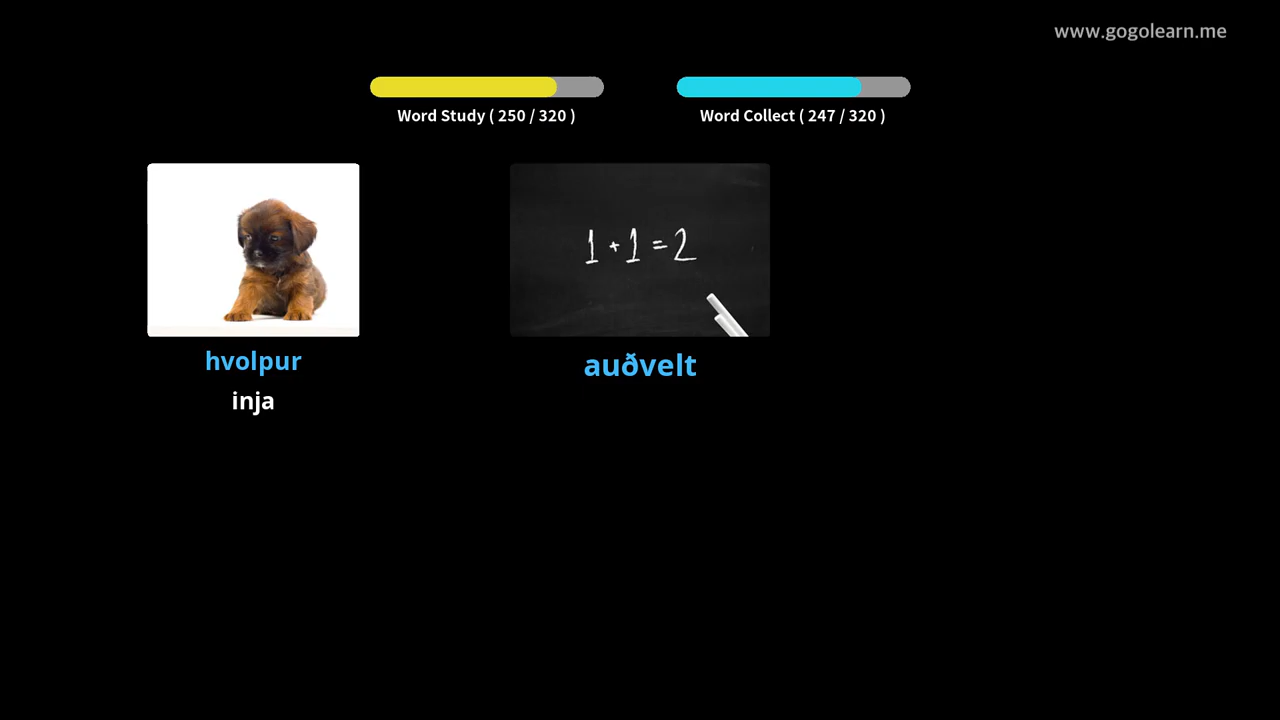 www.gogolearn.me
Word Study ( 250 / 320 )
Word Collect ( 247 / 320 )
1 + 1 = 2
hvolpur
inja
auðvelt